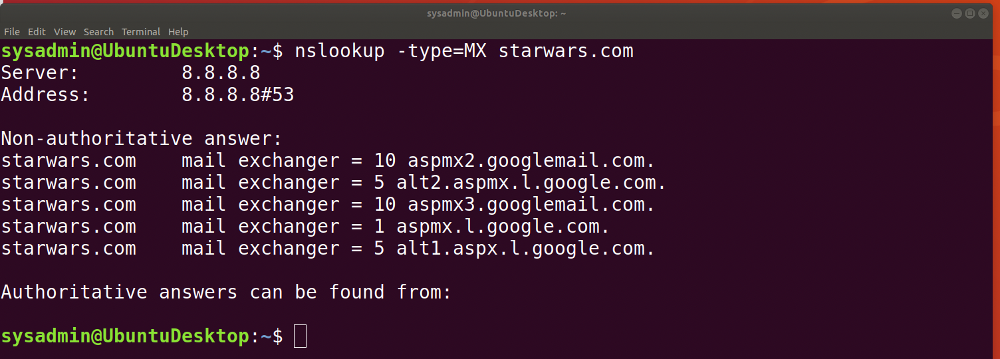 sysadmin@UbuntuDesktop: ~
File Edit View Search Terminal Help
sysadmin@UbuntuDesktop:~$ nslookup -type=MX starwars.com
Server:		8.8.8.8
Address:	8.8.8.8#53
Non-authoritative answer:
starwars.com	mail exchanger = 10 aspmx2.googlemail.com.
starwars.com	mail exchanger = 5 alt2.aspmx.l.google.com.
starwars.com	mail exchanger = 10 aspmx3.googlemail.com.
starwars.com	mail exchanger = 1 aspmx.l.google.com.
starwars.com	mail exchanger = 5 alt1.aspx.l.google.com.
Authoritative answers can be found from:
sysadmin@UbuntuDesktop:~$